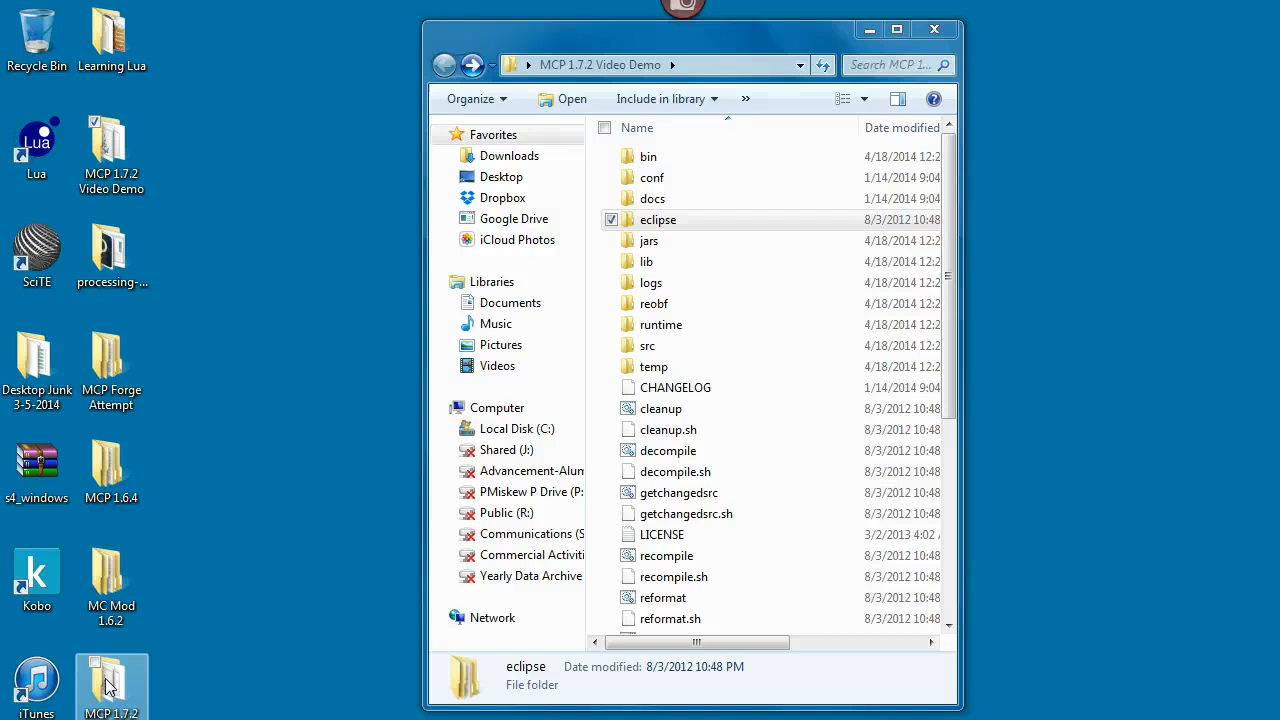 Recycle Bin
Learning Lua
Lua
Lua
MCP 1.7.2
Video Demo
SciTE
processing-...
Desktop Junk
3-5-2014
MCP Forge
Attempt
s4_windows
MCP 1.6.4
k
Kobo
MC Mod
1.6.2
iTunes
MCP 1.7.2
MCP 1.7.2 Video Demo
Search MCP 1...
Organize
Open
Include in library
»
Favorites
Downloads
Desktop
Dropbox
Google Drive
iCloud Photos
Libraries
Documents
Music
Pictures
Videos
Computer
Local Disk (C:)
Shared (J:)
Advancement-Alum
PMiskew P Drive (P:
Public (R:)
Communications (S
Commercial Activiti
Yearly Data Archive
Network
Name
Date modified
bin 4/18/2014 12:2
conf 1/14/2014 9:04
docs 1/14/2014 9:04
eclipse 8/3/2012 10:48
jars 4/18/2014 12:2
lib 4/18/2014 12:2
logs 4/18/2014 12:2
reobf 4/18/2014 12:2
runtime 4/18/2014 12:2
src 4/18/2014 12:2
temp 4/18/2014 12:2
CHANGELOG 1/14/2014 9:04
cleanup 8/3/2012 10:48
cleanup.sh 8/3/2012 10:48
decompile 8/3/2012 10:48
decompile.sh 8/3/2012 10:48
getchangedsrc 8/3/2012 10:48
getchangedsrc.sh 8/3/2012 10:48
LICENSE 3/2/2013 4:02
recompile 8/3/2012 10:48
recompile.sh 8/3/2012 10:48
reformat 8/3/2012 10:48
reformat.sh 8/3/2012 10:48
eclipse Date modified: 8/3/2012 10:48 PM
File folder